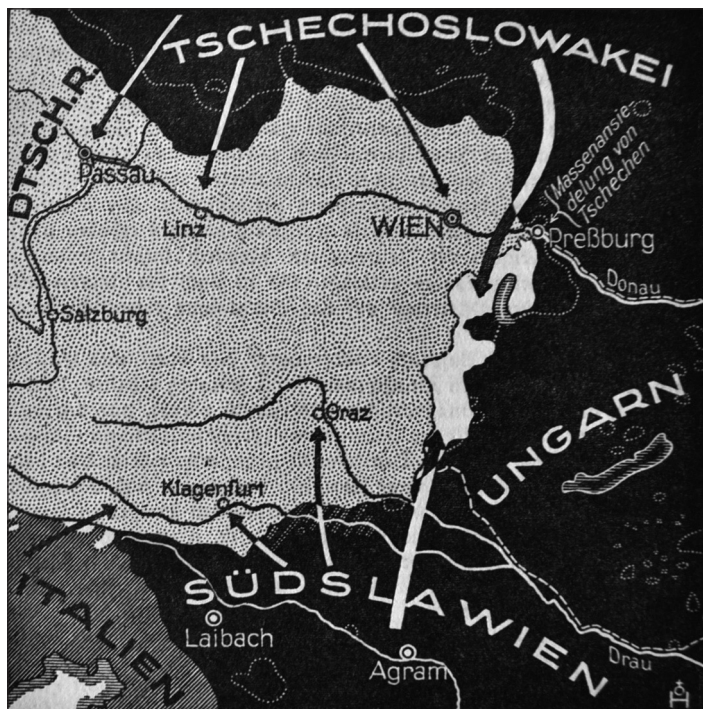 TSCHECHOSLOWAKEI
DTSCH.R.
Passau
Linz
WIEN
Massenansie-
delung von
Tschechen
Preßburg
Donau
Salzburg
Graz
UNGARN
Klagenfurt
SÜDSLAWIEN
ITALIEN
Laibach
Agram
Drau